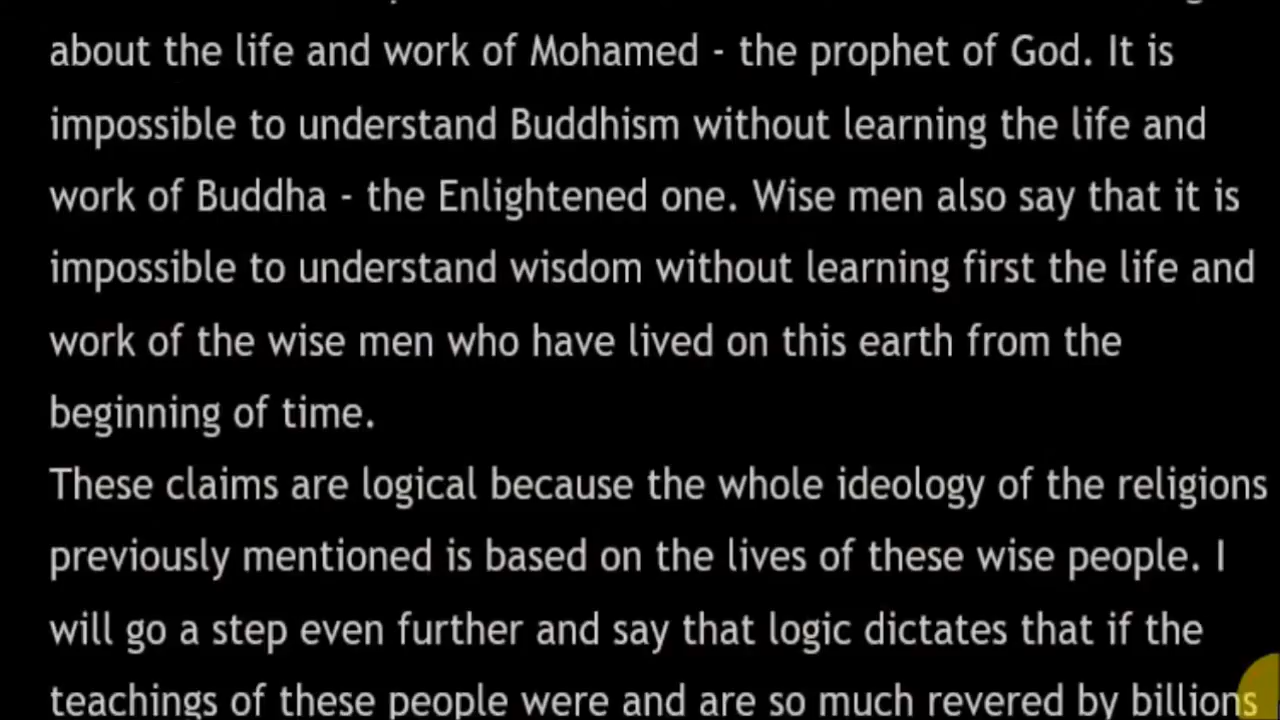 about the life and work of Mohamed - the prophet of God. It is
impossible to understand Buddhism without learning the life and
work of Buddha - the Enlightened one. Wise men also say that it is
impossible to understand wisdom without learning first the life and
work of the wise men who have lived on this earth from the
beginning of time.
These claims are logical because the whole ideology of the religions
previously mentioned is based on the lives of these wise people. I
will go a step even further and say that logic dictates that if the
teachings of these people were and are so much revered by billions